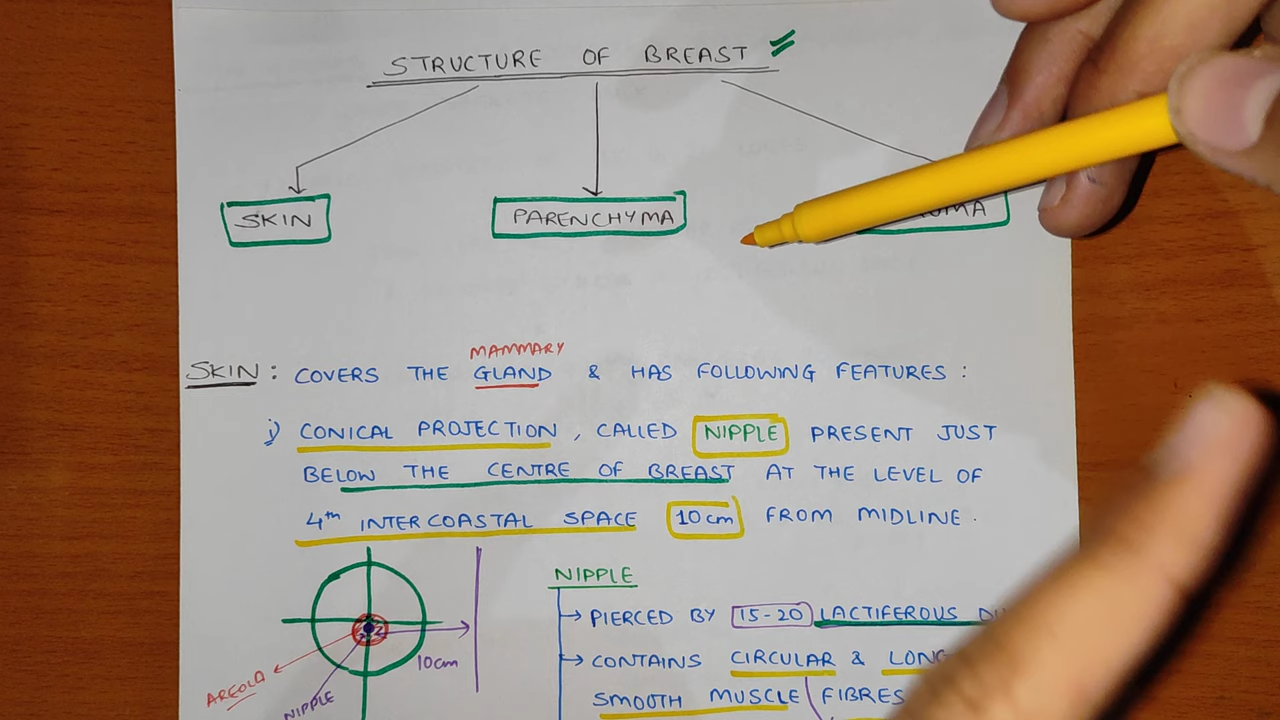 STRUCTURE OF BREAST
SKIN PARENCHYMA
MAMMARY
SKIN : COVERS THE GLAND & HAS FOLLOWING FEATURES :
i) CONICAL PROJECTION , CALLED NIPPLE PRESENT JUST
BELOW THE CENTRE OF BREAST AT THE LEVEL OF
4th INTERCOASTAL SPACE 10 cm FROM MIDLINE .
NIPPLE
→ PIERCED BY 15-20 LACTIFEROUS
→ CONTAINS CIRCULAR &
SMOOTH MUSCLE FIBRES
10cm
AREOLA
NIPPLE